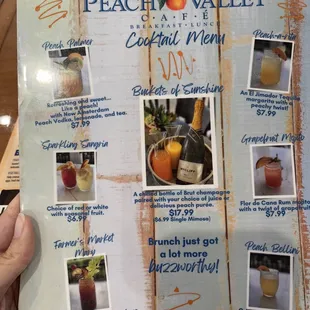 PEACH VALLEY
CAFÉ
BREAKFAST · LUNCH
Cocktail Menu
Peach Palmer
Refreshing and sweet...
Like a peach!
with New Amsterdam
Peach Vodka, lemonade, and tea.
$7.99
Sparkling Sangria
Choice of red or white
with seasonal fruit.
$6.99
Farmer's Market
Mary
Buckets of Sunshine
A chilled bottle of Brut champagne
paired with your choice of juice or
delicious peach purée.
$17.99
($6.99 Single Mimosa)
Brunch just got
a lot more
buzzworthy!
An El Jimador Tequila
margarita with a
peachy twist!
$7.99
Grapefruit Mojito
Flor de Cana Rum mojito
with a twist of grapefruit
$7.99
Peach Bellini